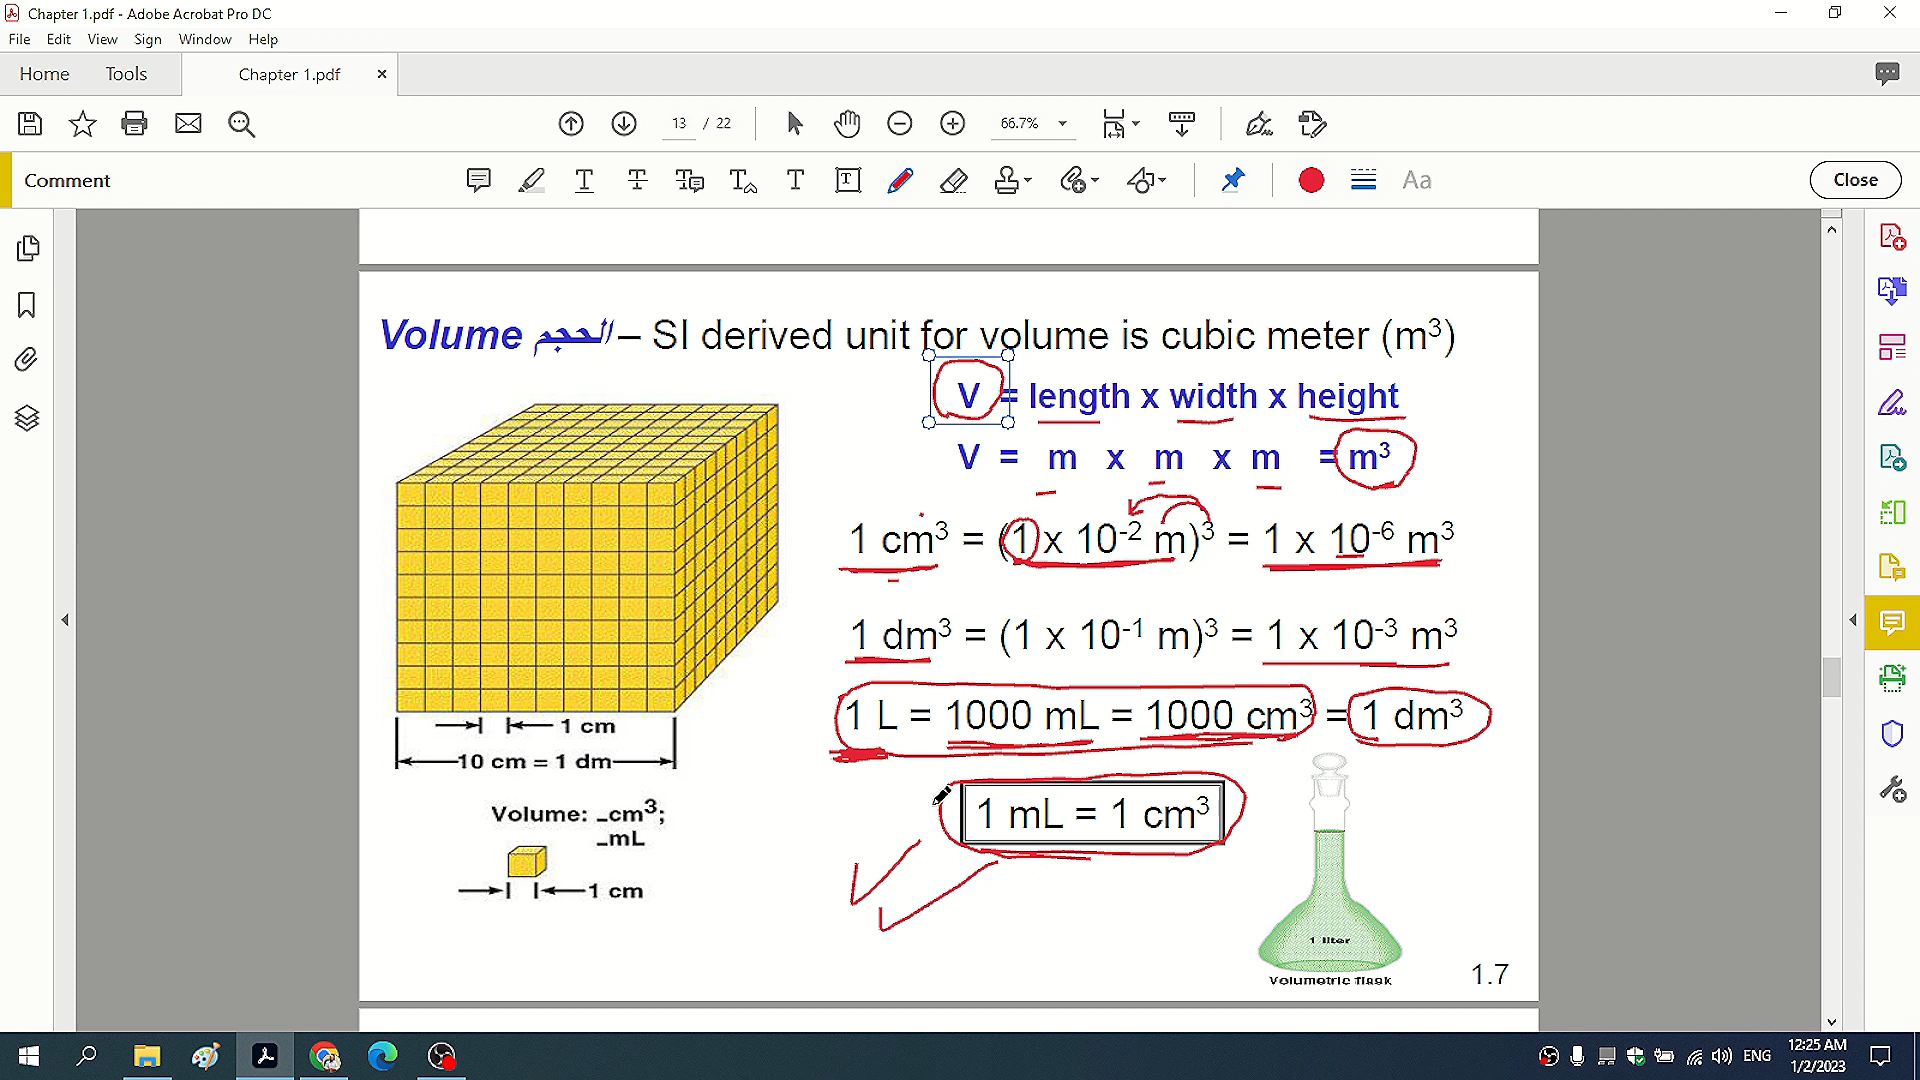 Chapter 1.pdf - Adobe Acrobat Pro DC
File Edit View Sign Window Help
Home Tools Chapter 1.pdf ×
13 / 22 66.7%
Comment Aa Close
Volume الحجم – SI derived unit for volume is cubic meter (m³)
V = length x width x height
V = m x m x m = m³
1 cm³ = (1 x 10⁻² m)³ = 1 x 10⁻⁶ m³
1 dm³ = (1 x 10⁻¹ m)³ = 1 x 10⁻³ m³
1 L = 1000 mL = 1000 cm³ = 1 dm³
1 cm
10 cm = 1 dm
1 mL = 1 cm³
Volume: _cm³;
_mL
1 cm
1 liter
Volumetric flask
1.7
ENG
12:25 AM
1/2/2023